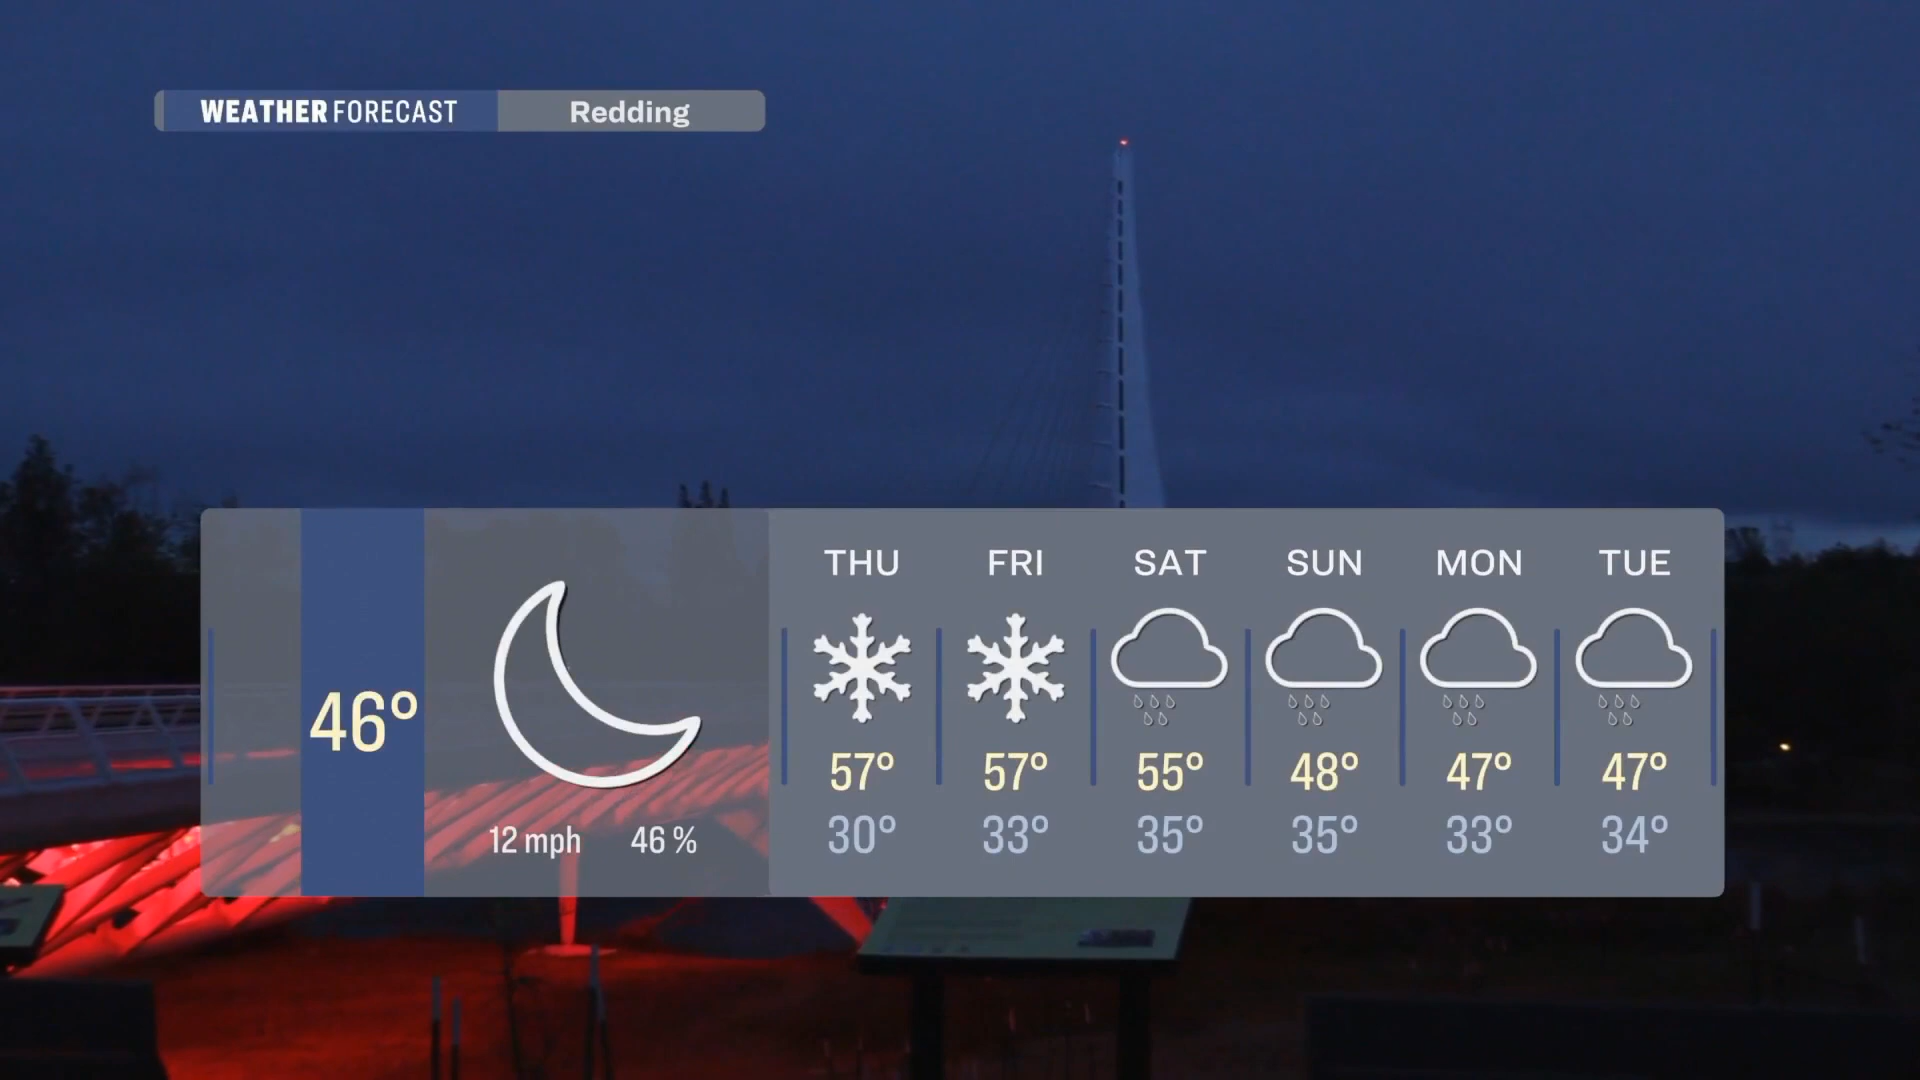 WEATHER FORECAST Redding
THU FRI SAT SUN MON TUE
46°
57° 57° 55° 48° 47° 47°
12 mph 46 % 30° 33° 35° 35° 33° 34°